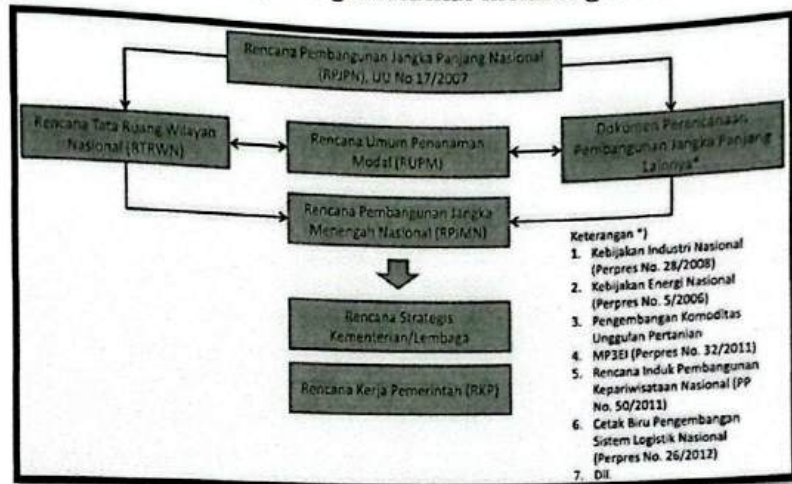 Rencana Pembangunan Jangka Panjang Nasional
(RPJPN), UU No 17/2007
Rencana Tata Ruang Wilayah
Nasional (RTRWN)
Rencana Umum Penanaman
Modal (RUPM)
Dokumen Perencanaan
Pembangunan Jangka Panjang
Lainnya*
Rencana Pembangunan Jangka
Menengah Nasional (RPJMN)
Rencana Strategis
Kementerian/Lembaga
Rencana Kerja Pemerintah (RKP)
Keterangan *)
1. Kebijakan Industri Nasional
(Perpres No. 28/2008)
2. Kebijakan Energi Nasional
(Perpres No. 5/2006)
3. Pengembangan Komoditas
Unggulan Pertanian
4. MP3EI (Perpres No. 32/2011)
5. Rencana Induk Pembangunan
Kepariwisataan Nasional (PP
No. 50/2011)
6. Cetak Biru Pengembangan
Sistem Logistik Nasional
(Perpres No. 26/2012)
7. Dll